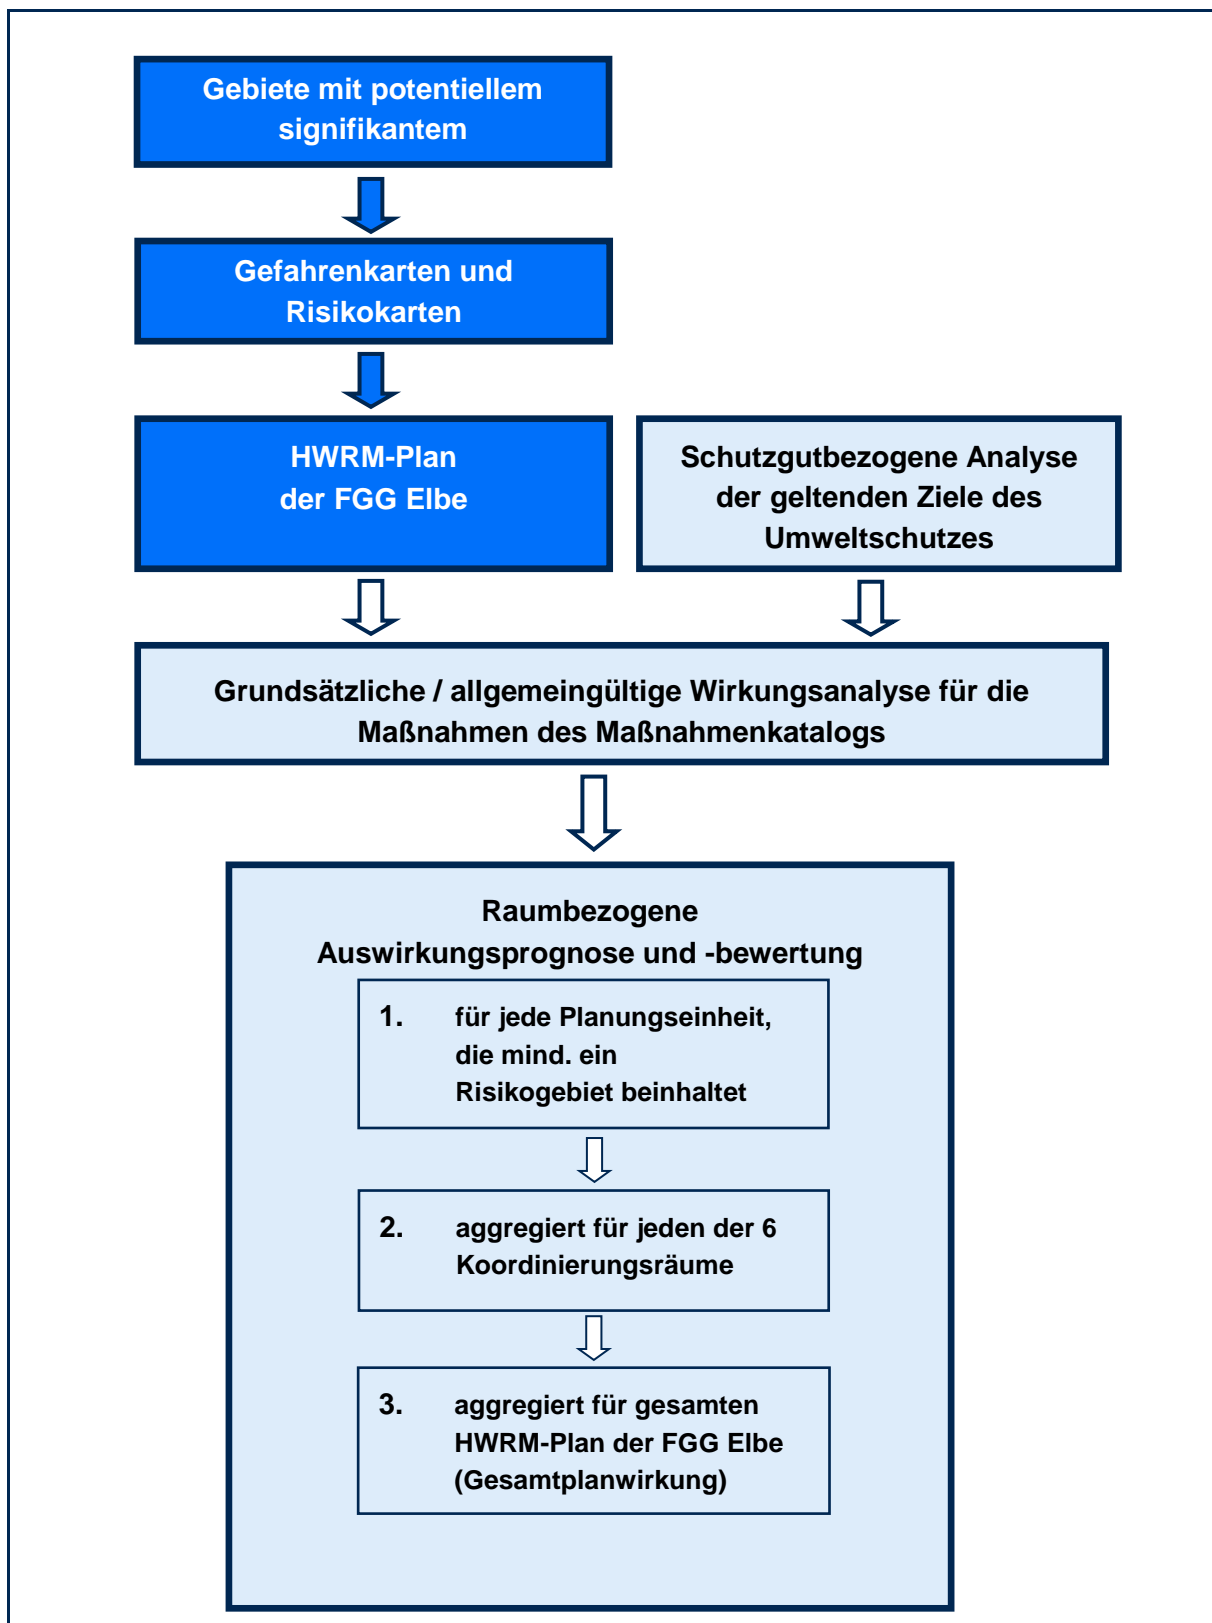 Gebiete mit potentiellem
signifikantem
Gefahrenkarten und
Risikokarten
HWRM-Plan
der FGG Elbe
Schutzgutbezogene Analyse
der geltenden Ziele des
Umweltschutzes
Grundsätzliche / allgemeingültige Wirkungsanalyse für die
Maßnahmen des Maßnahmenkatalogs
Raumbezogene
Auswirkungsprognose und -bewertung
1. für jede Planungseinheit,
die mind. ein
Risikogebiet beinhaltet
2. aggregiert für jeden der 6
Koordinierungsräume
3. aggregiert für gesamten
HWRM-Plan der FGG Elbe
(Gesamtplanwirkung)